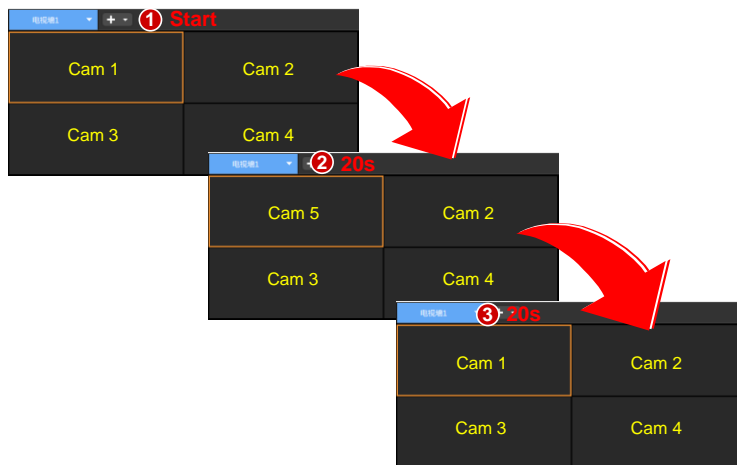 电视墙1 + 1 Start
Cam 1 Cam 2
Cam 3 Cam 4
电视墙1 2 20s
Cam 5 Cam 2
Cam 3 Cam 4
电视墙1 3 20s
Cam 1 Cam 2
Cam 3 Cam 4